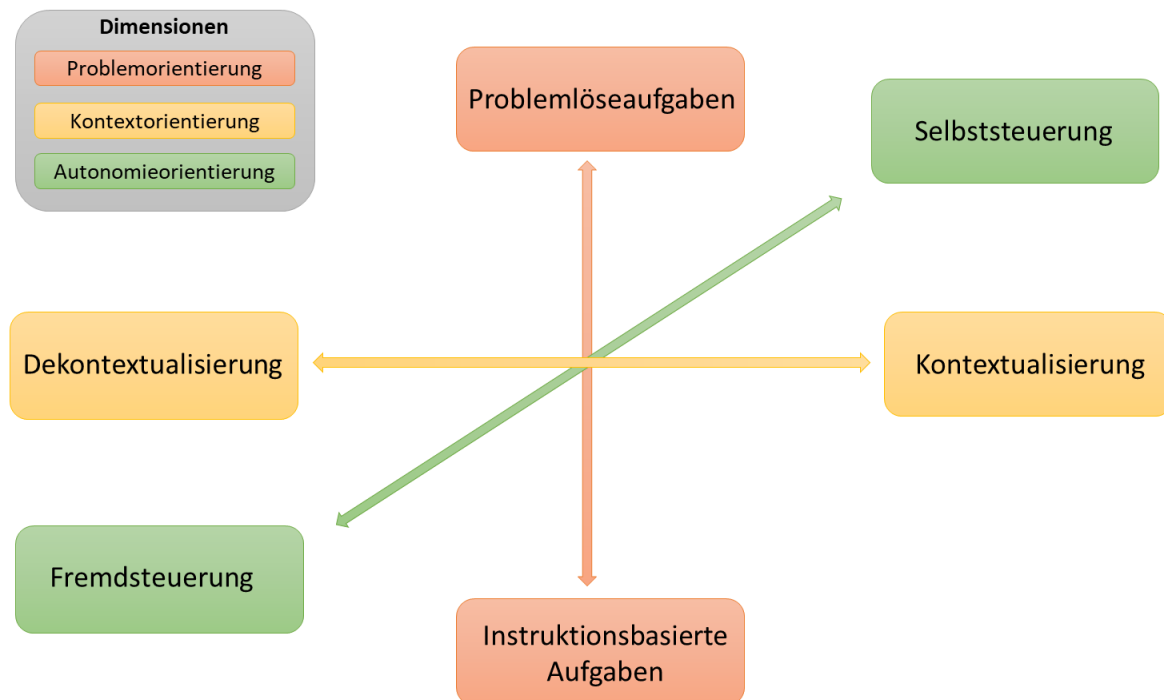 Dimensionen
Problemorientierung
Kontextorientierung
Autonomieorientierung
Problemlöseaufgaben
Selbststeuerung
Dekontextualisierung
Kontextualisierung
Fremdsteuerung
Instruktionsbasierte
Aufgaben